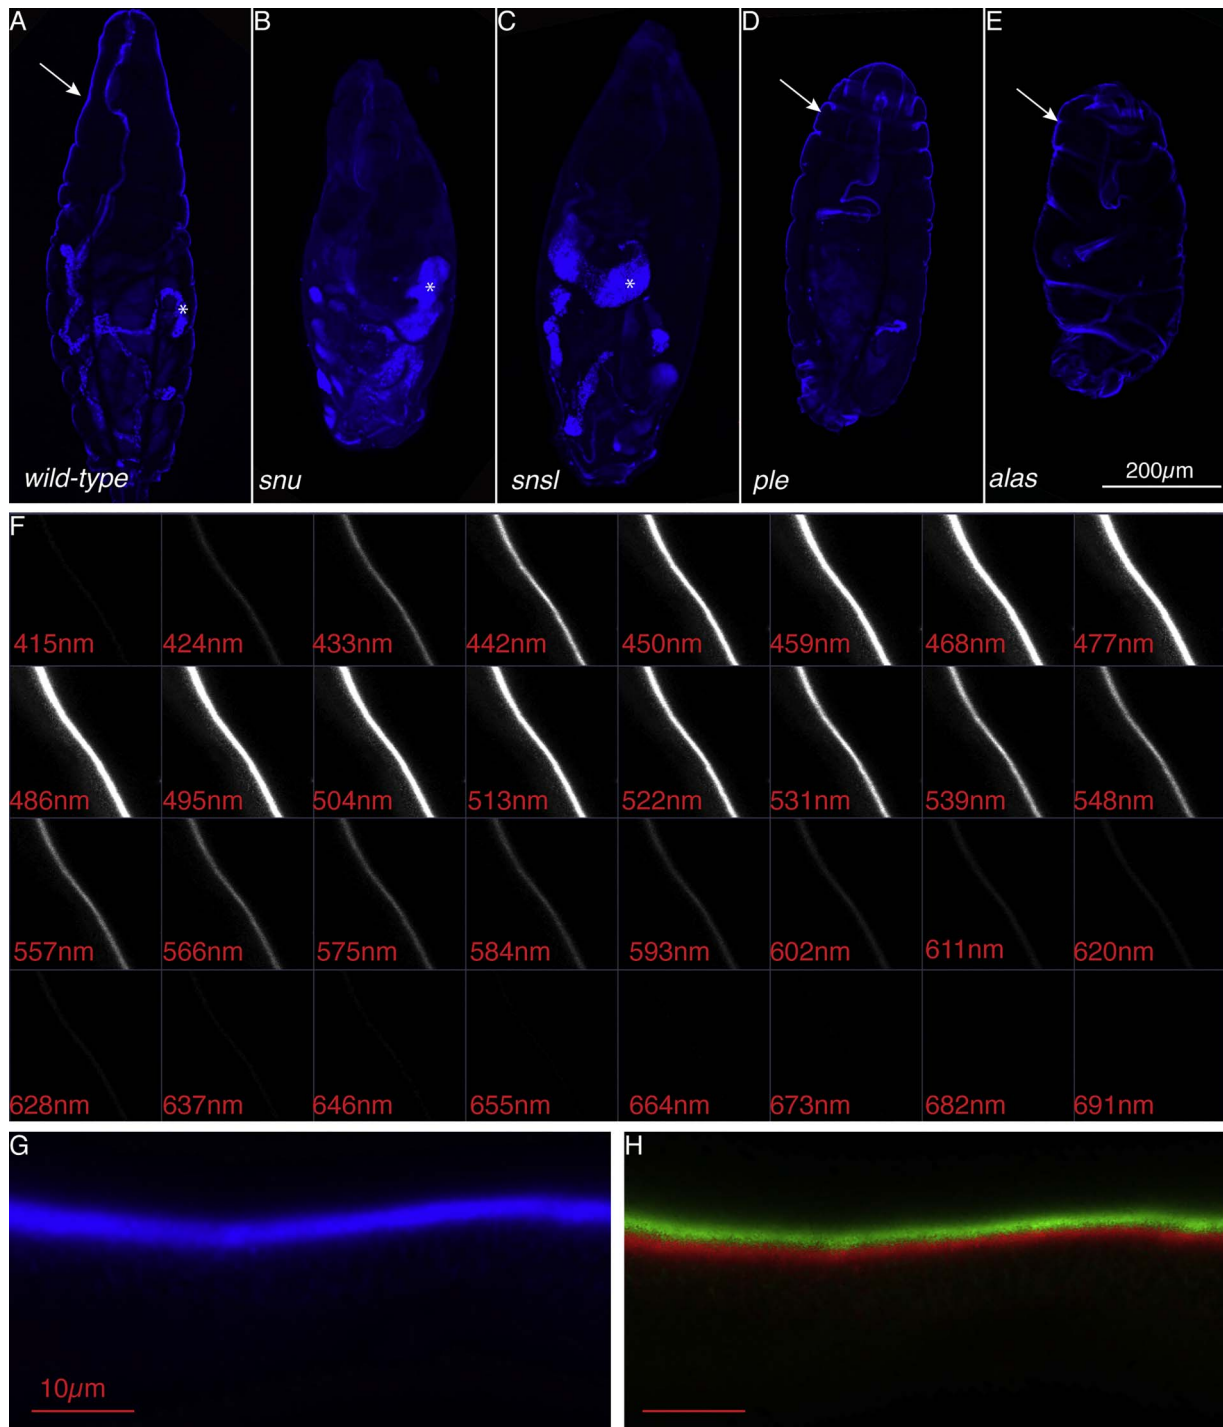 A B C D E
* * *
wild-type snu snsl ple alas 200µm
F
415nm 424nm 433nm 442nm 450nm 459nm 468nm 477nm
486nm 495nm 504nm 513nm 522nm 531nm 539nm 548nm
557nm 566nm 575nm 584nm 593nm 602nm 611nm 620nm
628nm 637nm 646nm 655nm 664nm 673nm 682nm 691nm
G H
10µm